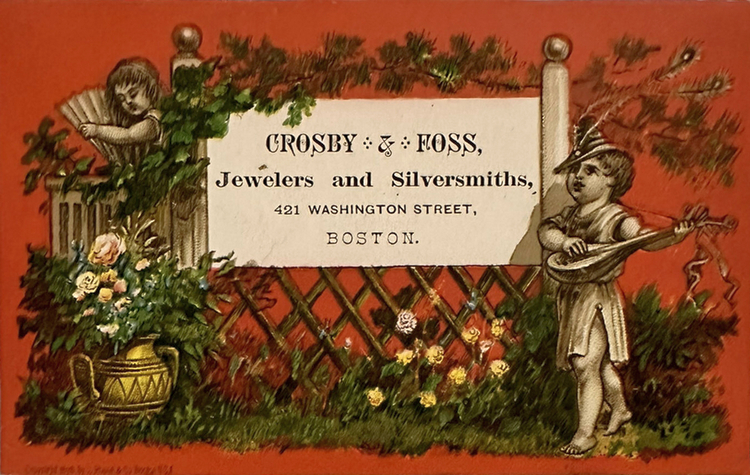 CROSBY & FOSS,
Jewelers and Silversmiths,
421 WASHINGTON STREET,
BOSTON.